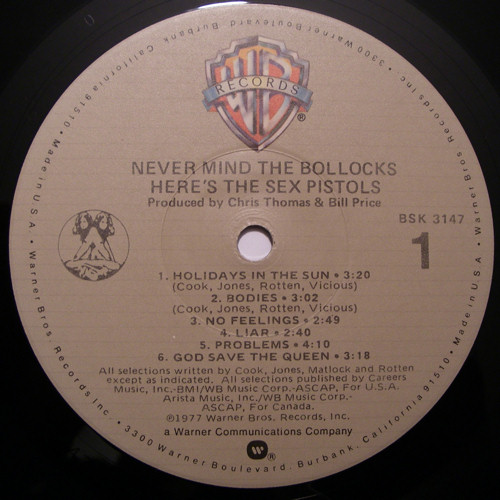 WB
RECORDS
®
NEVER MIND THE BOLLOCKS
HERE'S THE SEX PISTOLS
Produced by Chris Thomas & Bill Price
BSK 3147
1
1. HOLIDAYS IN THE SUN • 3:20
(Cook, Jones, Rotten, Vicious)
2. BODIES • 3:02
(Cook, Jones, Rotten, Vicious)
3. NO FEELINGS • 2:49
4. LIAR • 2:40
5. PROBLEMS • 4:10
6. GOD SAVE THE QUEEN • 3:18
All selections written by Cook, Jones, Matlock and Rotten
except as indicated. All selections published by Careers
Music, Inc.-BMI/WB Music Corp.-ASCAP, For U.S.A.
Arista Music, Inc./WB Music Corp.
ASCAP, For Canada.
℗1977 Warner Bros. Records, Inc.
a Warner Communications Company
W
®
Made in U.S.A. • Warner Bros. Records Inc. • 3300 Warner Boulevard, Burbank, California 91510 • Made in U.S.A. • Warner Bros. Records Inc. • 3300 Warner Boulevard, Burbank, California 91510 •